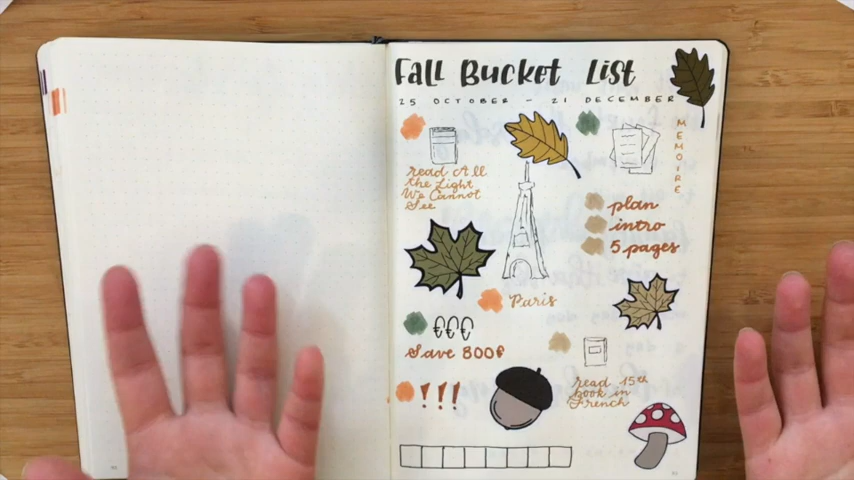 Fall Bucket List
25 OCTOBER - 21 DECEMBER
read All
the Light
We Cannot
See
MEMOIRE
plan
intro
5 pages
Paris
€€€
Save 800€
!!!
read 15th
book in
French